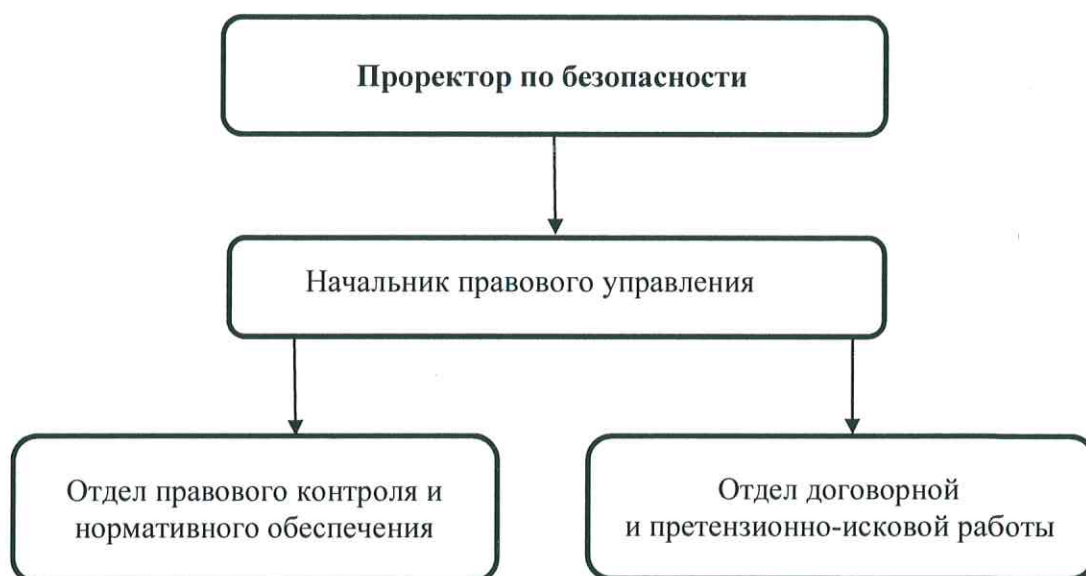 Проректор по безопасности
Начальник правового управления
Отдел правового контроля и
нормативного обеспечения
Отдел договорной
и претензионно-исковой работы